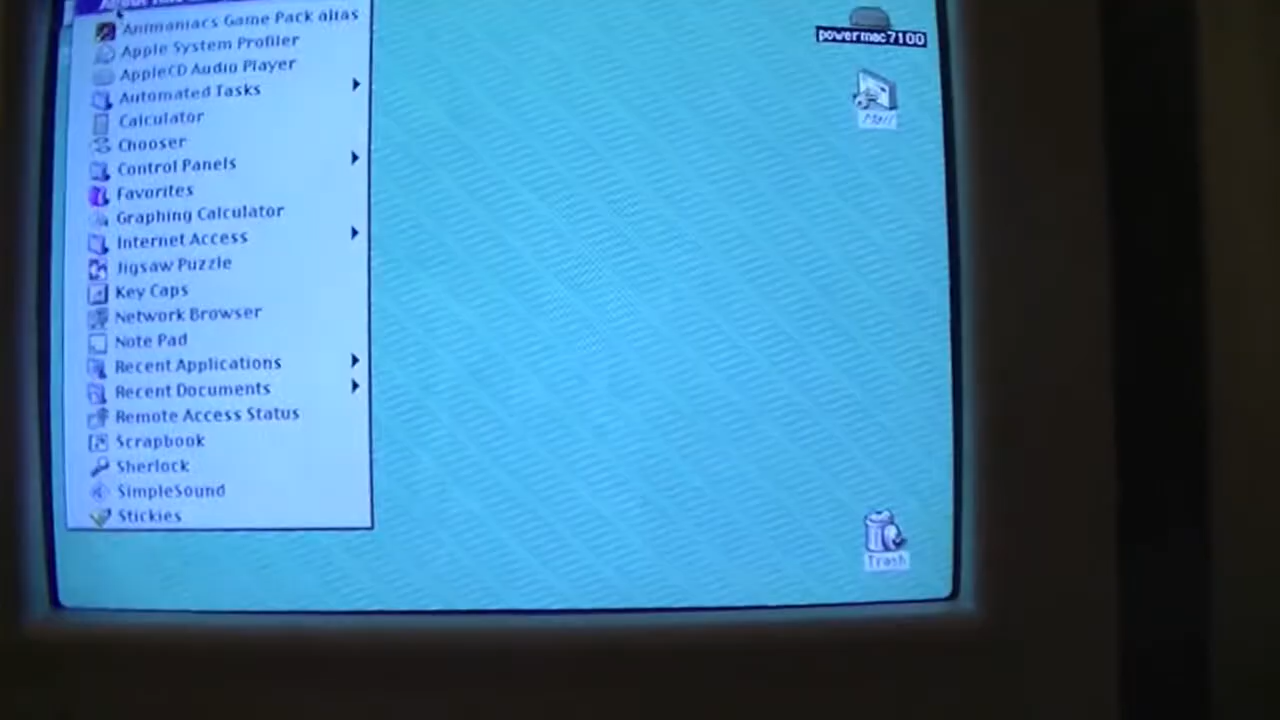 Animaniacs Game Pack alias
Apple System Profiler
AppleCD Audio Player
Automated Tasks
Calculator
Chooser
Control Panels
Favorites
Graphing Calculator
Internet Access
Jigsaw Puzzle
Key Caps
Network Browser
Note Pad
Recent Applications
Recent Documents
Remote Access Status
Scrapbook
Sherlock
SimpleSound
Stickies
powermac7100
Mail
Trash